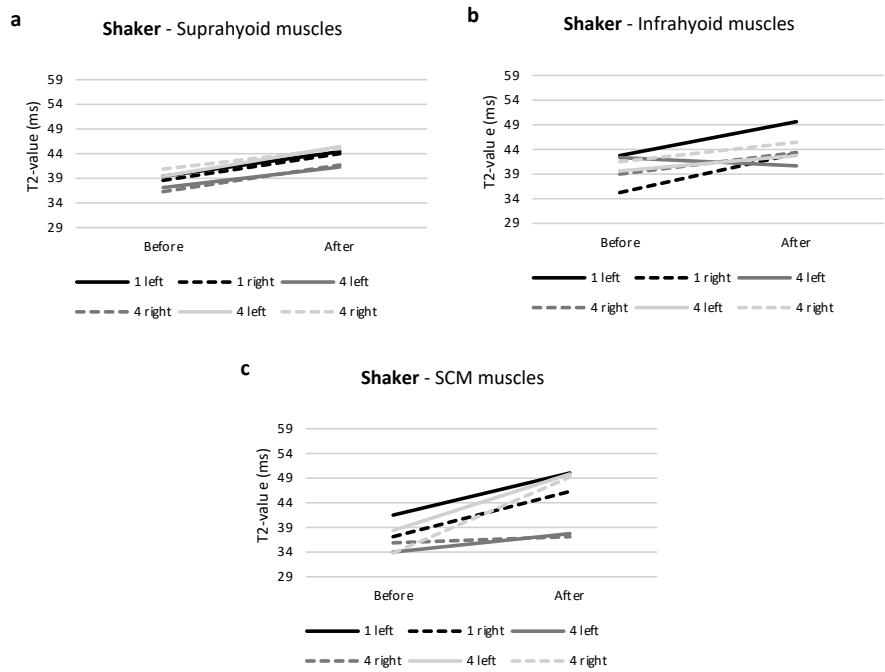 a
Shaker - Suprahyoid muscles
59
54
49
44
39
34
29
T2-value (ms)
Before After
1 left 1 right 4 left
4 right 4 left 4 right
b
Shaker - Infrahyoid muscles
59
54
49
44
39
34
29
T2-valu e (ms)
Before After
1 left 1 right 4 left
4 right 4 left 4 right
c
Shaker - SCM muscles
59
54
49
44
39
34
29
T2-valu e (ms)
Before After
1 left 1 right 4 left
4 right 4 left 4 right